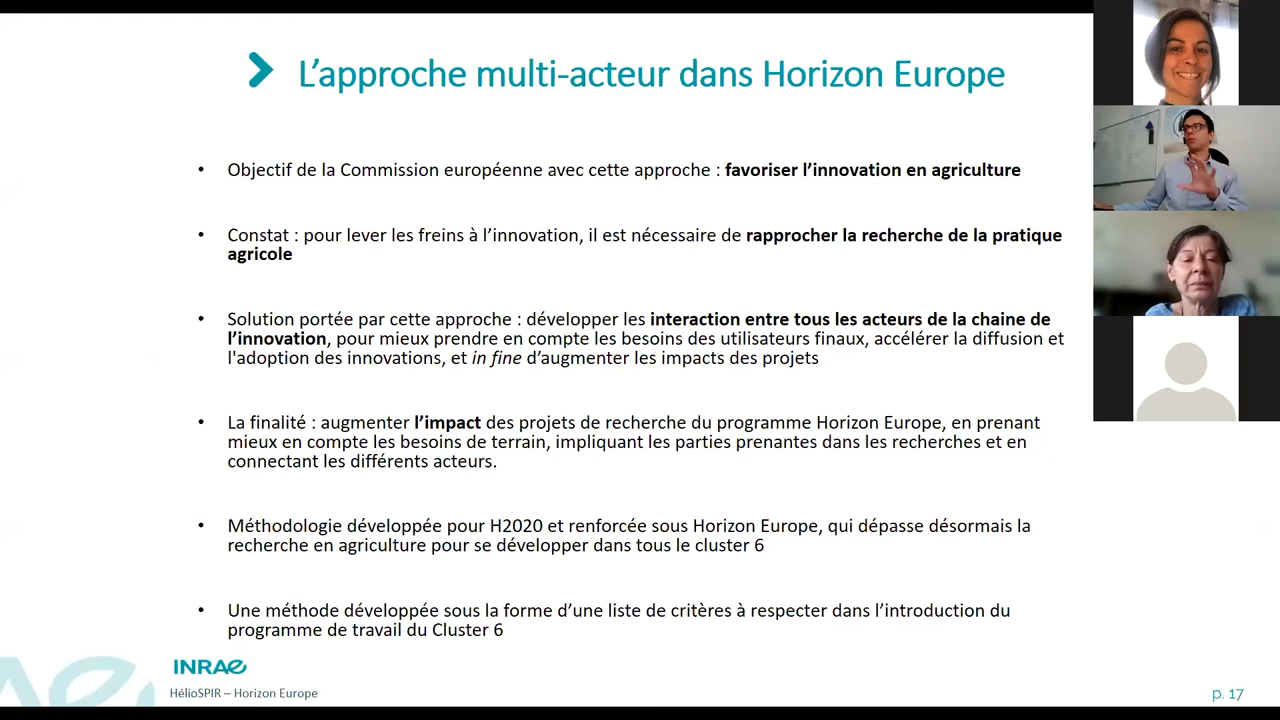 L'approche multi-acteur dans Horizon Europe
• Objectif de la Commission européenne avec cette approche : favoriser l'innovation en agriculture
• Constat : pour lever les freins à l'innovation, il est nécessaire de rapprocher la recherche de la pratique
agricole
• Solution portée par cette approche : développer les interaction entre tous les acteurs de la chaine de
l'innovation, pour mieux prendre en compte les besoins des utilisateurs finaux, accélérer la diffusion et
l'adoption des innovations, et in fine d'augmenter les impacts des projets
• La finalité : augmenter l'impact des projets de recherche du programme Horizon Europe, en prenant
mieux en compte les besoins de terrain, impliquant les parties prenantes dans les recherches et en
connectant les différents acteurs.
• Méthodologie développée pour H2020 et renforcée sous Horizon Europe, qui dépasse désormais la
recherche en agriculture pour se développer dans tous le cluster 6
• Une méthode développée sous la forme d'une liste de critères à respecter dans l'introduction du
programme de travail du Cluster 6
INRAE
HélioSPIR – Horizon Europe
p. 17